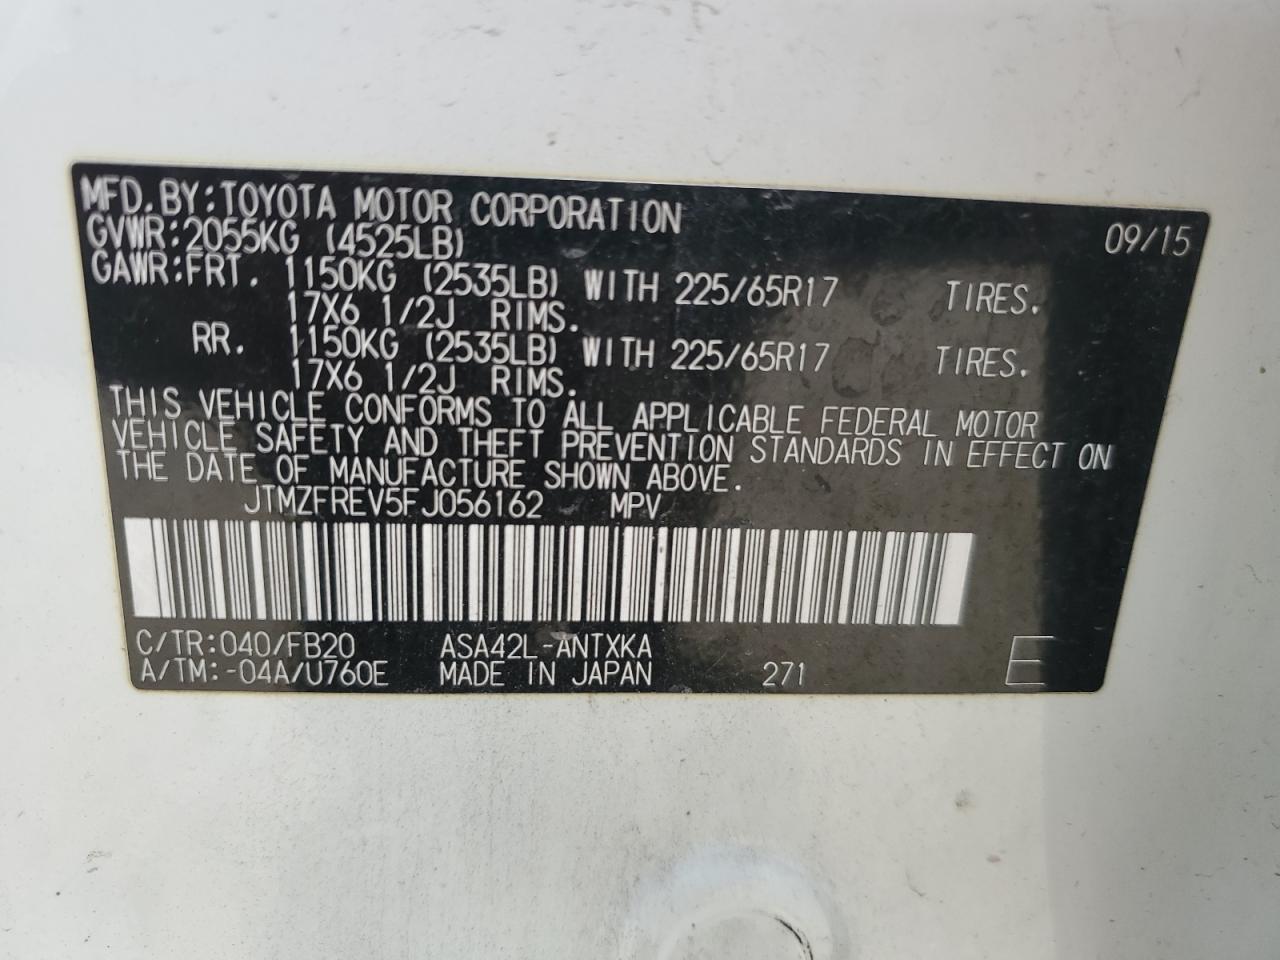 MFD. BY: TOYOTA MOTOR CORPORATION 09/15
GVWR: 2055KG (4525LB)
GAWR: FRT. 1150KG (2535LB) WITH 225/65R17 TIRES.
17X6 1/2J RIMS.
RR. 1150KG (2535LB) WITH 225/65R17 TIRES.
17X6 1/2J RIMS.
THIS VEHICLE CONFORMS TO ALL APPLICABLE FEDERAL MOTOR
VEHICLE SAFETY AND THEFT PREVENTION STANDARDS IN EFFECT ON
THE DATE OF MANUFACTURE SHOWN ABOVE.
JTMZFREV5FJ056162 MPV
C/TR: 040/FB20 ASA42L-ANTXKA
A/TM: -04A/U760E MADE IN JAPAN 271 E